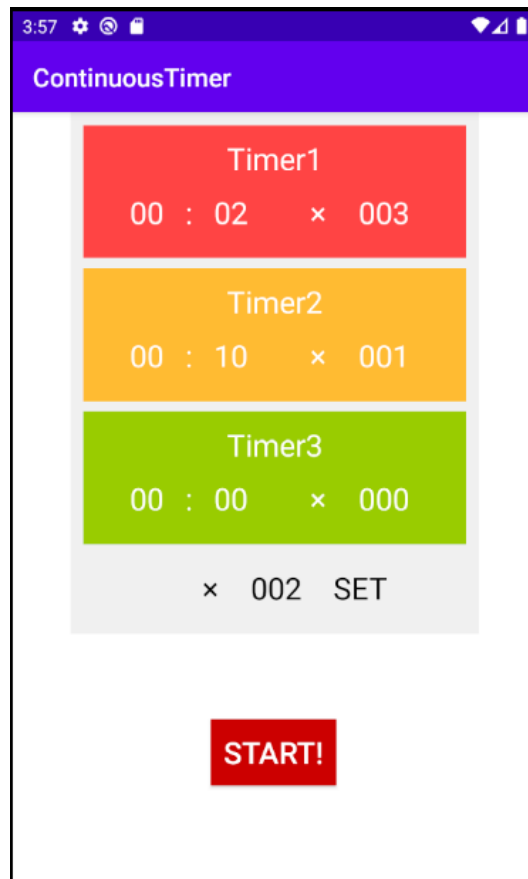 3:57
ContinuousTimer
Timer1
00 : 02 × 003
Timer2
00 : 10 × 001
Timer3
00 : 00 × 000
× 002 SET
START!